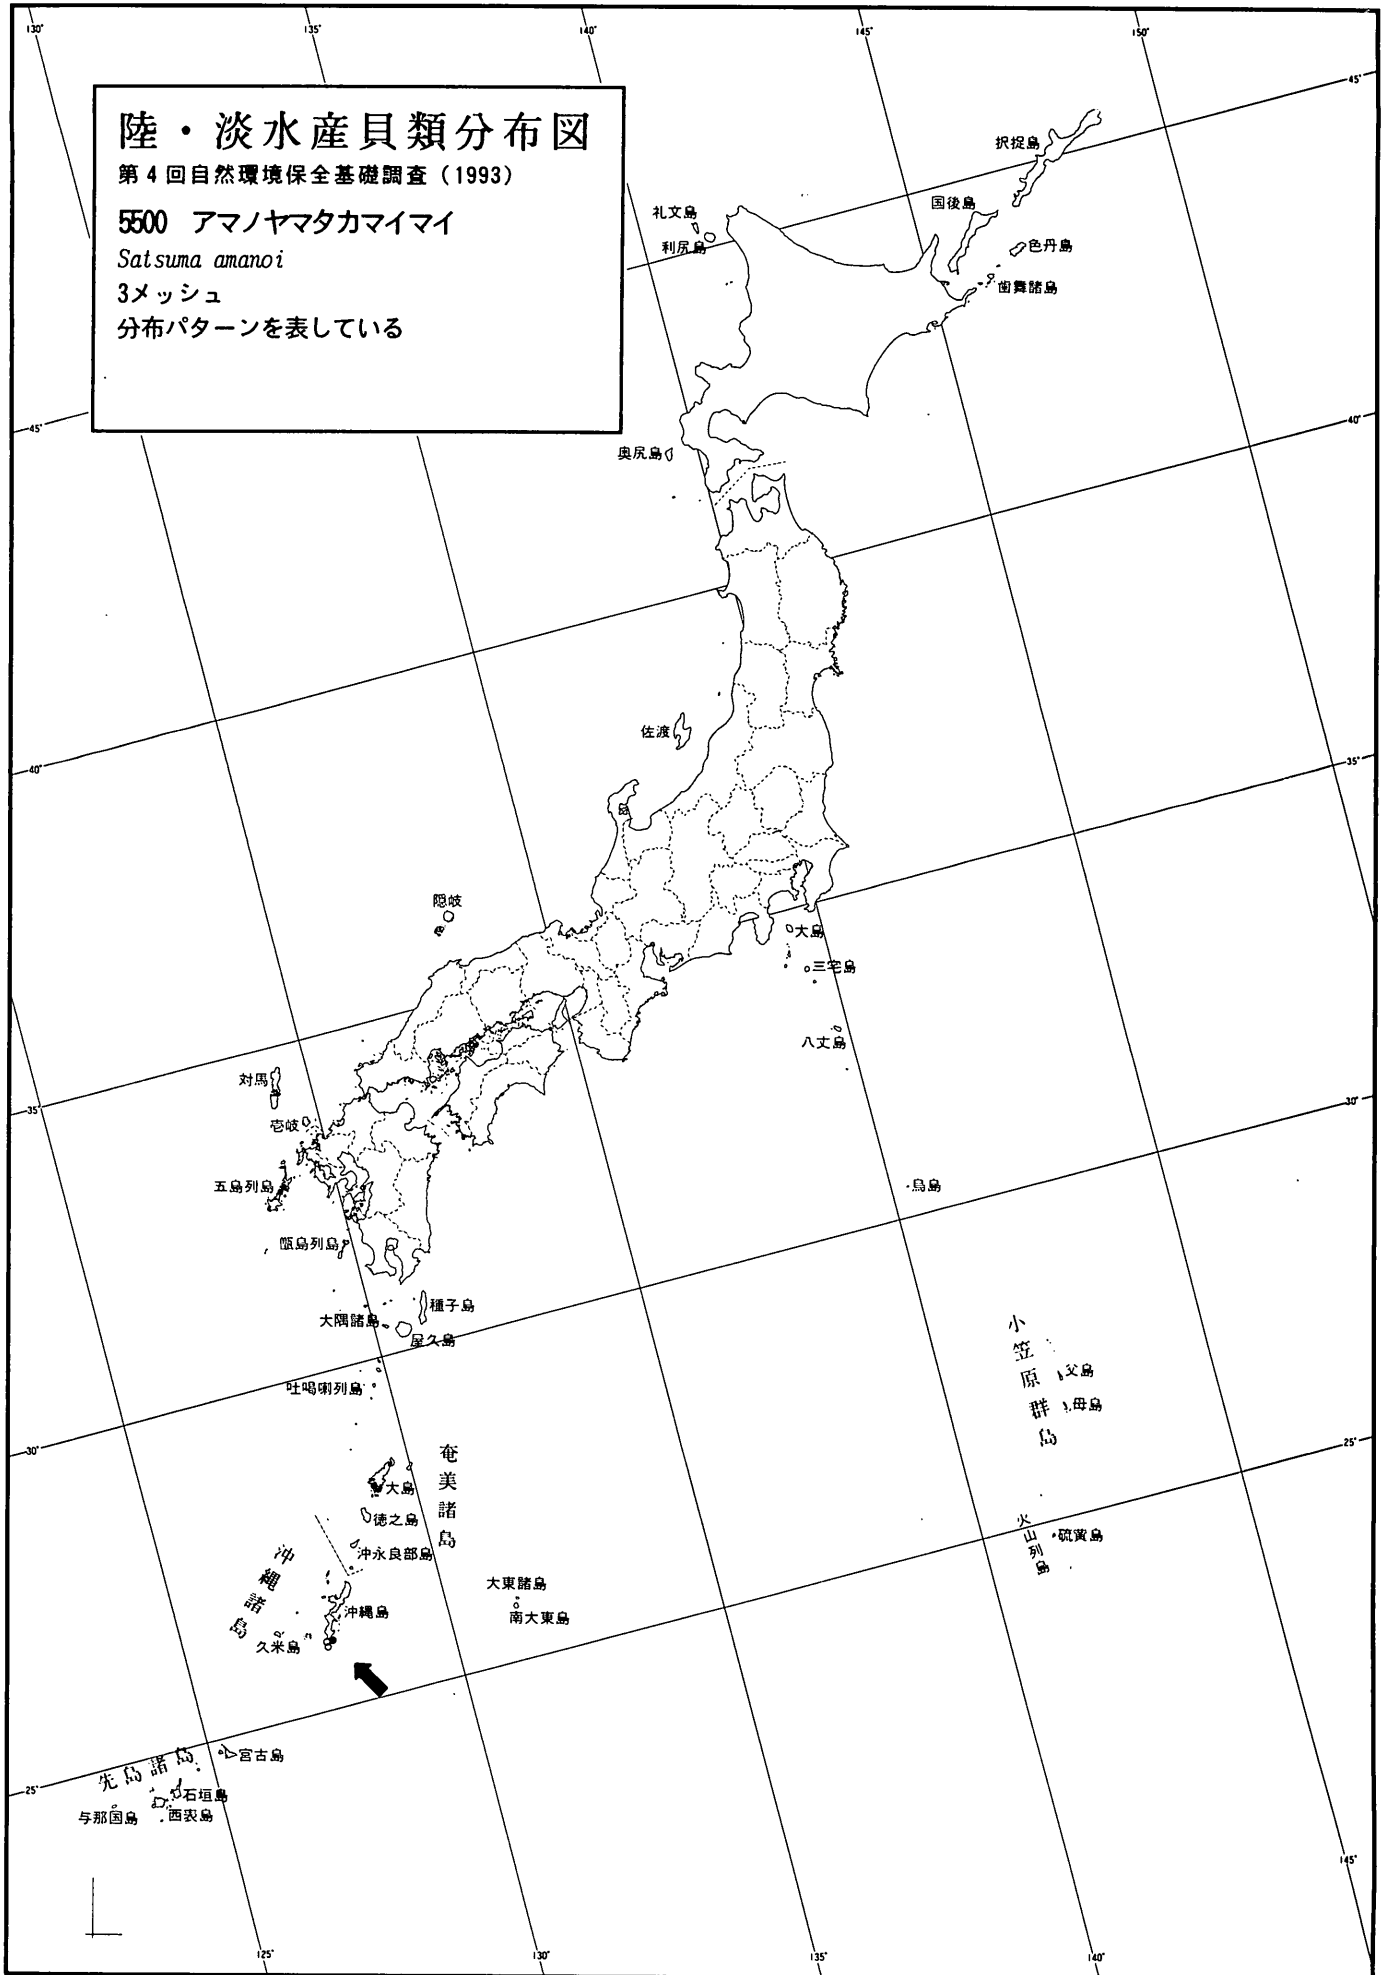 130°
135°
140°
145°
150°
45°
陸・淡水産貝類分布図
第4回自然環境保全基礎調査(1993)
5500 アマノヤマタカマイマイ
Satsuma amanoi
3メッシュ
分布パターンを表している
択捉島
国後島
礼文島
利尻島
色丹島
歯舞諸島
45°
40°
奥尻島
佐渡
40°
35°
隠岐
大島
三宅島
八丈島
対馬
35°
壱岐
30°
五島列島
鳥島
甑島列島
種子島
大隅諸島
屋久島
小笠原群島
父島
吐噶喇列島
母島
30°
25°
奄美諸島
大島
徳之島
火山列島
硫黄島
沖縄諸島
沖永良部島
大東諸島
南大東島
沖縄島
久米島
宮古島
先島諸島
石垣島
25°
与那国島
西表島
145°
125°
130°
135°
140°